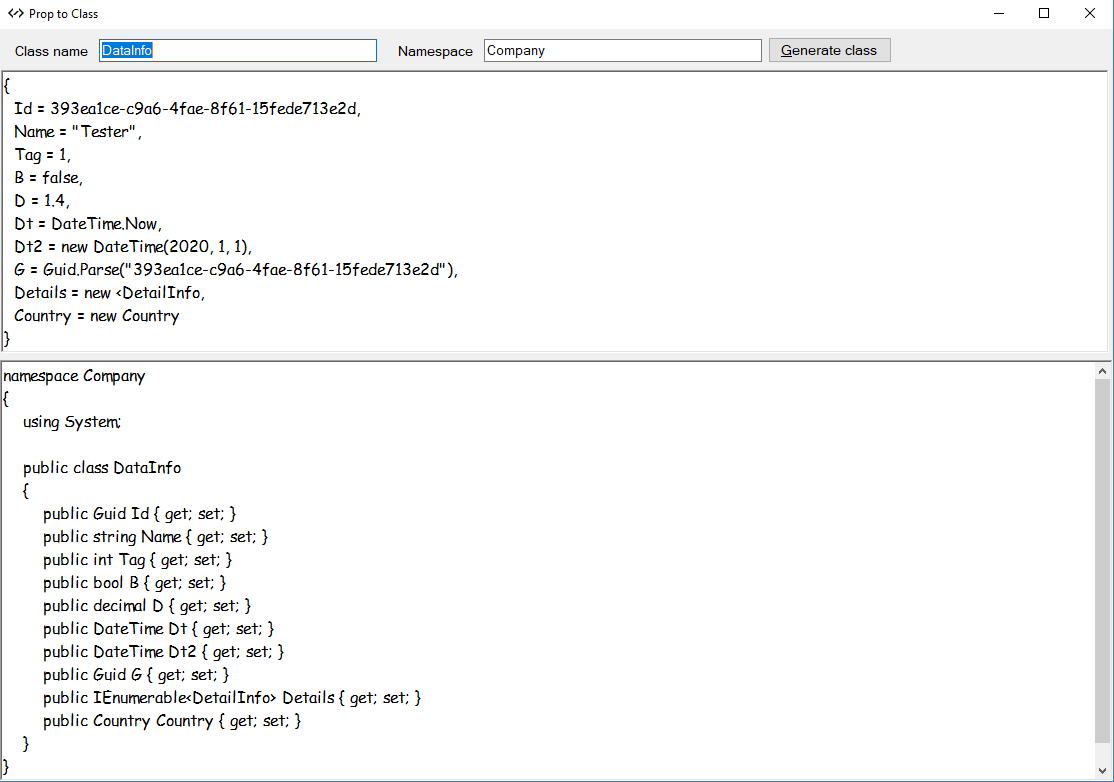 Prop to Class
Class name DataInfo Namespace Company Generate class
{
Id = 393ea1ce-c9a6-4fae-8f61-15fede713e2d,
Name = "Tester",
Tag = 1,
B = false,
D = 1.4,
Dt = DateTime.Now,
Dt2 = new DateTime(2020, 1, 1),
G = Guid.Parse("393ea1ce-c9a6-4fae-8f61-15fede713e2d"),
Details = new <DetailInfo,
Country = new Country
}
namespace Company
{
using System;
public class DataInfo
{
public Guid Id { get; set; }
public string Name { get; set; }
public int Tag { get; set; }
public bool B { get; set; }
public decimal D { get; set; }
public DateTime Dt { get; set; }
public DateTime Dt2 { get; set; }
public Guid G { get; set; }
public IEnumerable<DetailInfo> Details { get; set; }
public Country Country { get; set; }
}
}